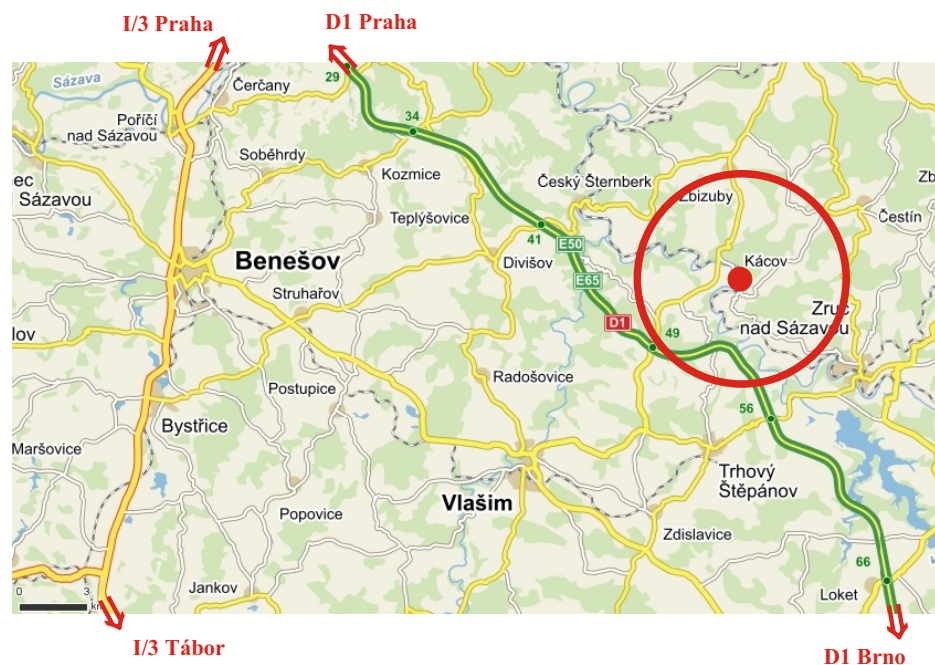 I/3 Praha
D1 Praha
29
Sázava
Čerčany
34
Poříčí
nad Sázavou
Soběhrdy
Kozmice
Český Šternberk
ec
Sázavou
Zbizuby
Zb
Teplýšovice
Čestín
41
E50
Benešov
Divišov
Kácov
E65
Struhařov
Zruč
nad Sázavou
D1
49
lov
Radošovice
Postupice
56
Bystřice
Maršovice
Trhový
Štěpánov
Vlašim
Popovice
Zdislavice
66
Jankov
Loket
0 3
km
I/3 Tábor
D1 Brno